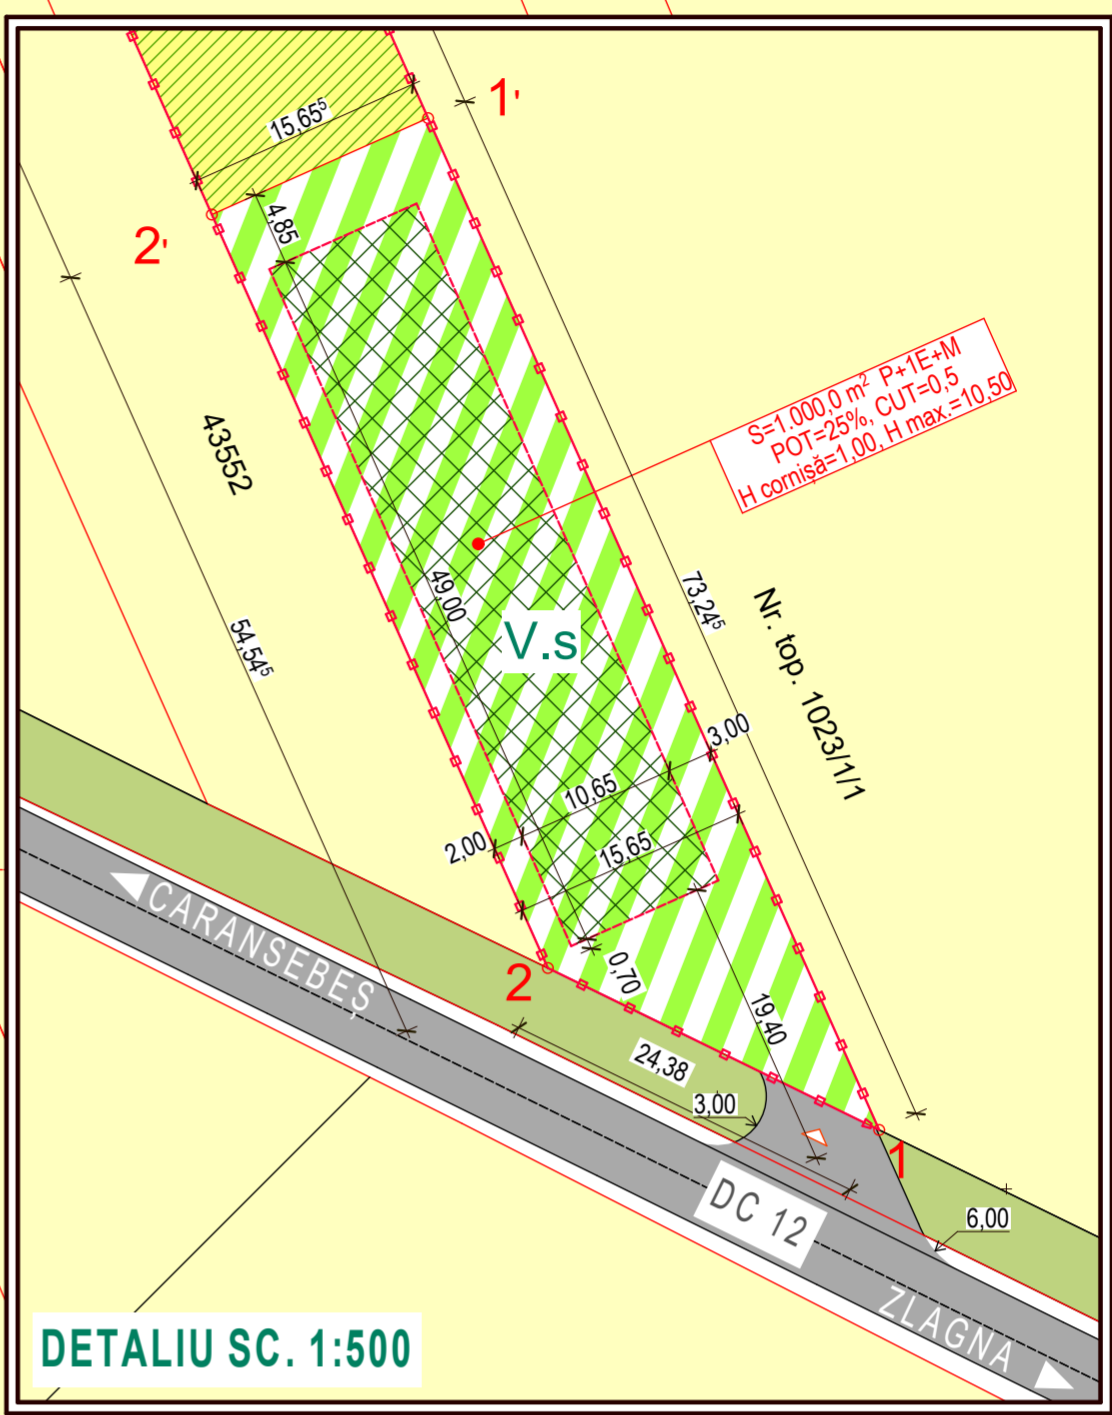 1'
15,65⁵
4,85
2'
S=1.000,0 m² P+1E+M
POT=25%, CUT=0,5
H cornișă=1,00, H max.=10,50
43552
49,00
73,24⁵
Nr. top. 1023/1/1
V.s
54,54⁵
3,00
10,65
2,00
15,65
CARANSEBEȘ
2
0,70
19,40
24,38
3,00
1
DC 12
6,00
ZLAGNA
DETALIU SC. 1:500